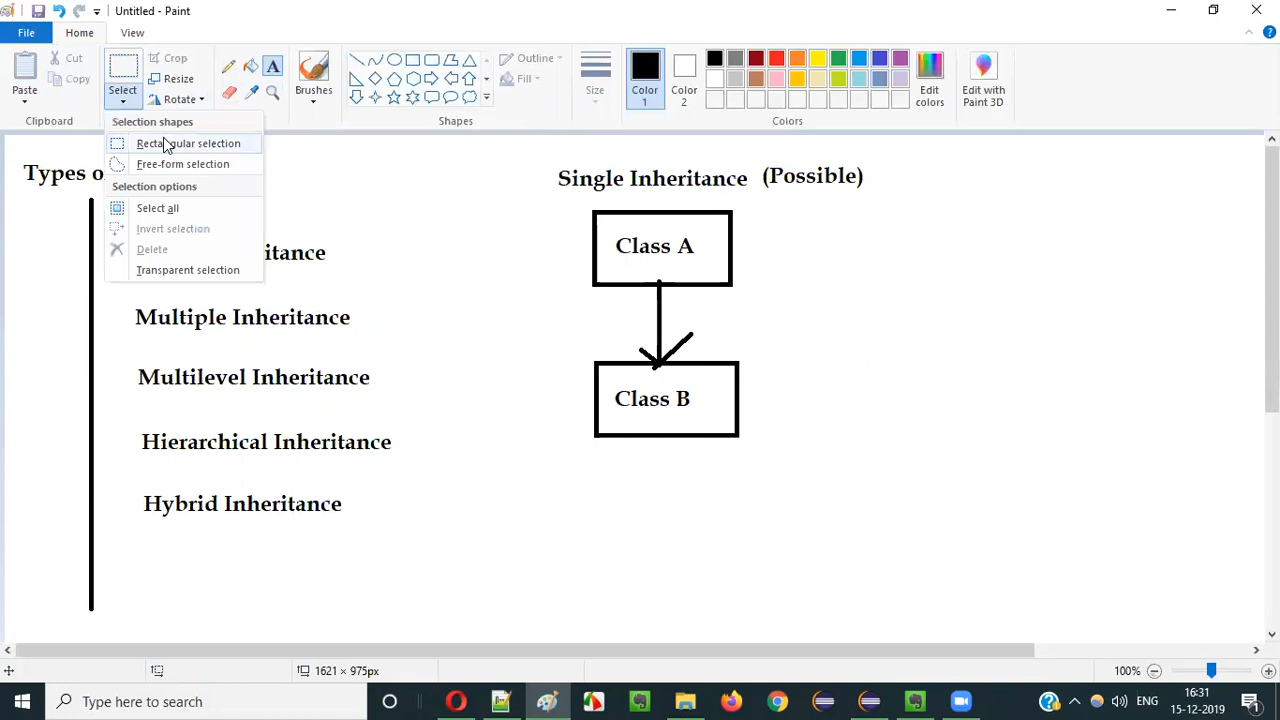 Untitled - Paint
File Home View
Paste
Cut
Copy
Clipboard
Select
Crop
Resize
Rotate
Brushes
Outline
Fill
Shapes
Size
Color 1
Color 2
Edit colors
Edit with Paint 3D
Colors
Selection shapes
Rectangular selection
Free-form selection
Selection options
Select all
Invert selection
Delete
Transparent selection
Types o
itance
Multiple Inheritance
Multilevel Inheritance
Hierarchical Inheritance
Hybrid Inheritance
Single Inheritance (Possible)
Class A
Class B
1621 × 975px
100%
Type here to search
ENG
16:31
15-12-2019